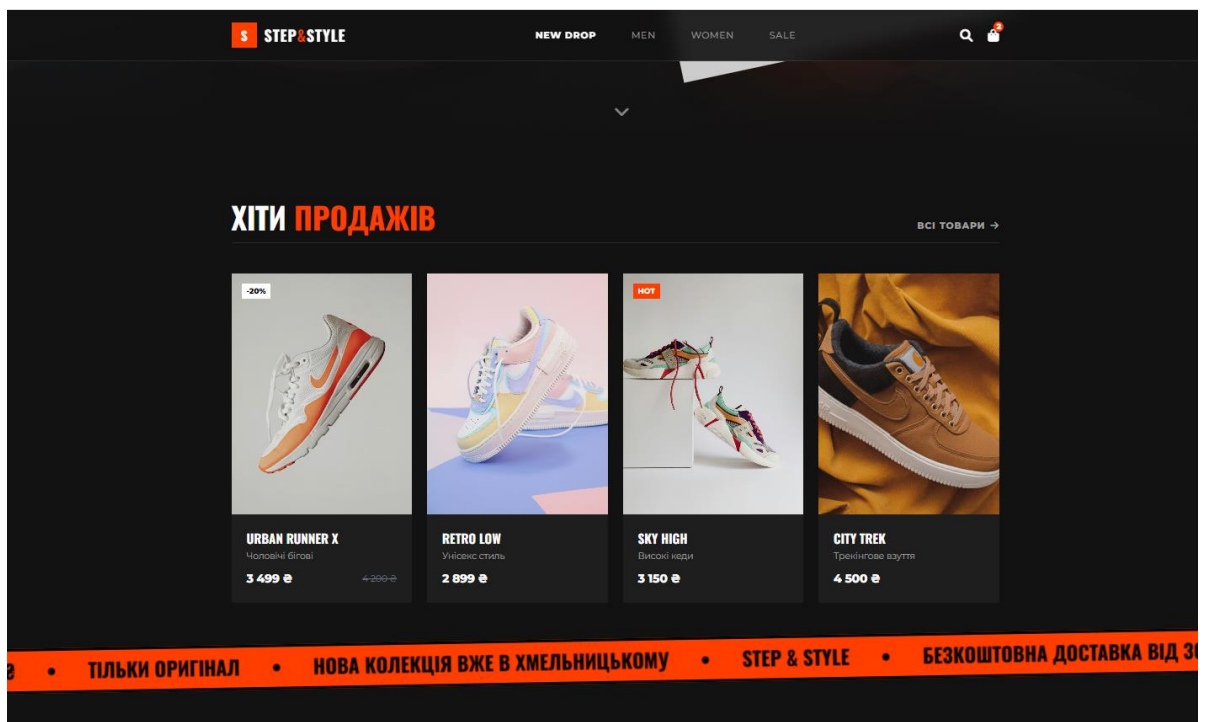 S STEP&STYLE
NEW DROP MEN WOMEN SALE
2
ХІТИ ПРОДАЖІВ
ВСІ ТОВАРИ →
-20%
HOT
URBAN RUNNER X
Чоловічі бігові
3 499 ₴ 4 200 ₴
RETRO LOW
Унісекс стиль
2 899 ₴
SKY HIGH
Високі кеди
3 150 ₴
CITY TREK
Трекінгове взуття
4 500 ₴
• ТІЛЬКИ ОРИГІНАЛ • НОВА КОЛЕКЦІЯ ВЖЕ В ХМЕЛЬНИЦЬКОМУ • STEP & STYLE • БЕЗКОШТОВНА ДОСТАВКА ВІД